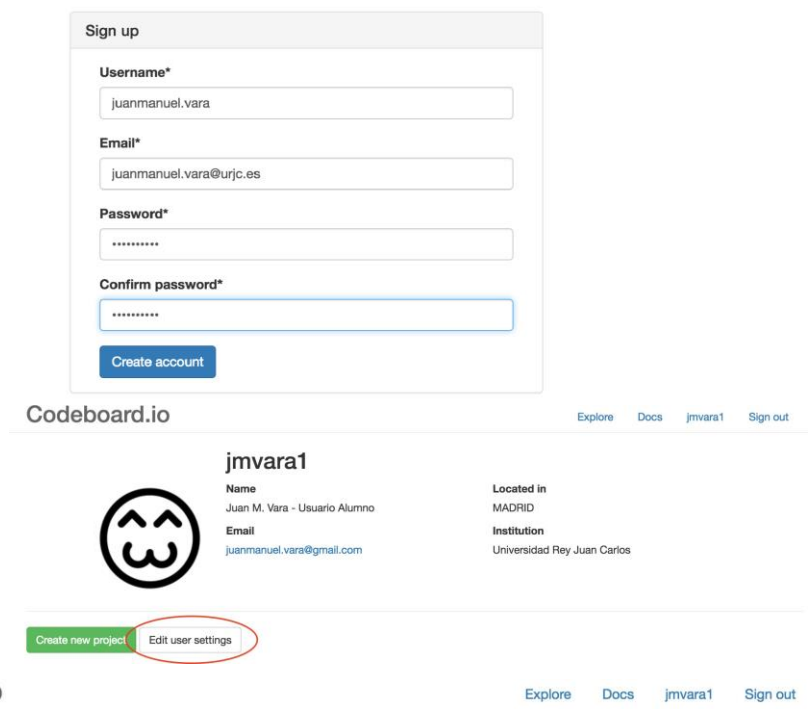 Sign up
Username*
juanmanuel.vara
Email*
juanmanuel.vara@urjc.es
Password*
••••••••••
Confirm password*
••••••••••
Create account
Codeboard.io
Explore Docs jmvara1 Sign out
jmvara1
Name
Juan M. Vara - Usuario Alumno
Located in
MADRID
Email
juanmanuel.vara@gmail.com
Institution
Universidad Rey Juan Carlos
Create new project Edit user settings
Explore Docs jmvara1 Sign out